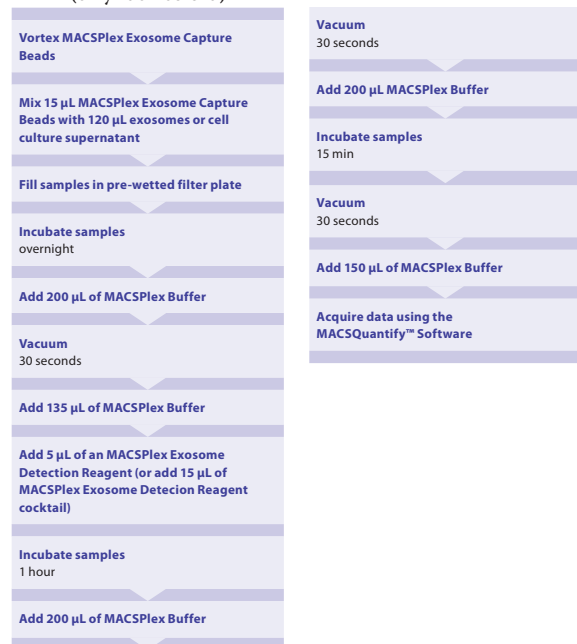 Vortex MACSPlex Exosome Capture
Beads
Mix 15 µL MACSPlex Exosome Capture
Beads with 120 µL exosomes or cell
culture supernatant
Fill samples in pre-wetted filter plate
Incubate samples
overnight
Add 200 µL of MACSPlex Buffer
Vacuum
30 seconds
Add 135 µL of MACSPlex Buffer
Add 5 µL of an MACSPlex Exosome
Detection Reagent (or add 15 µL of
MACSPlex Exosome Detecion Reagent
cocktail)
Incubate samples
1 hour
Add 200 µL of MACSPlex Buffer
Vacuum
30 seconds
Add 200 µL MACSPlex Buffer
Incubate samples
15 min
Vacuum
30 seconds
Add 150 µL of MACSPlex Buffer
Acquire data using the
MACSQuantify™ Software